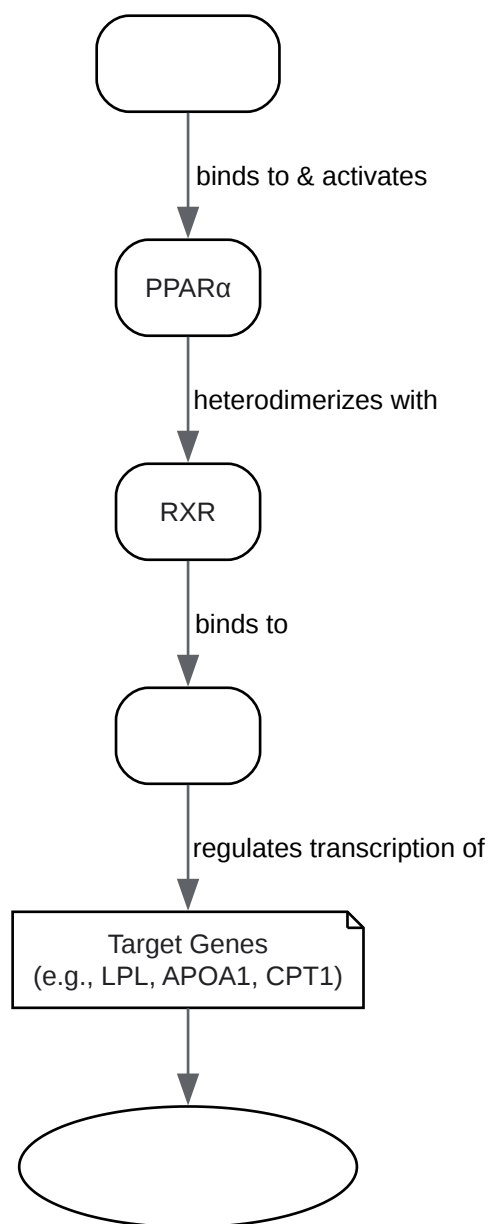 binds to & activates
PPARα
heterodimerizes with
RXR
binds to
regulates transcription of
Target Genes
(e.g., LPL, APOA1, CPT1)